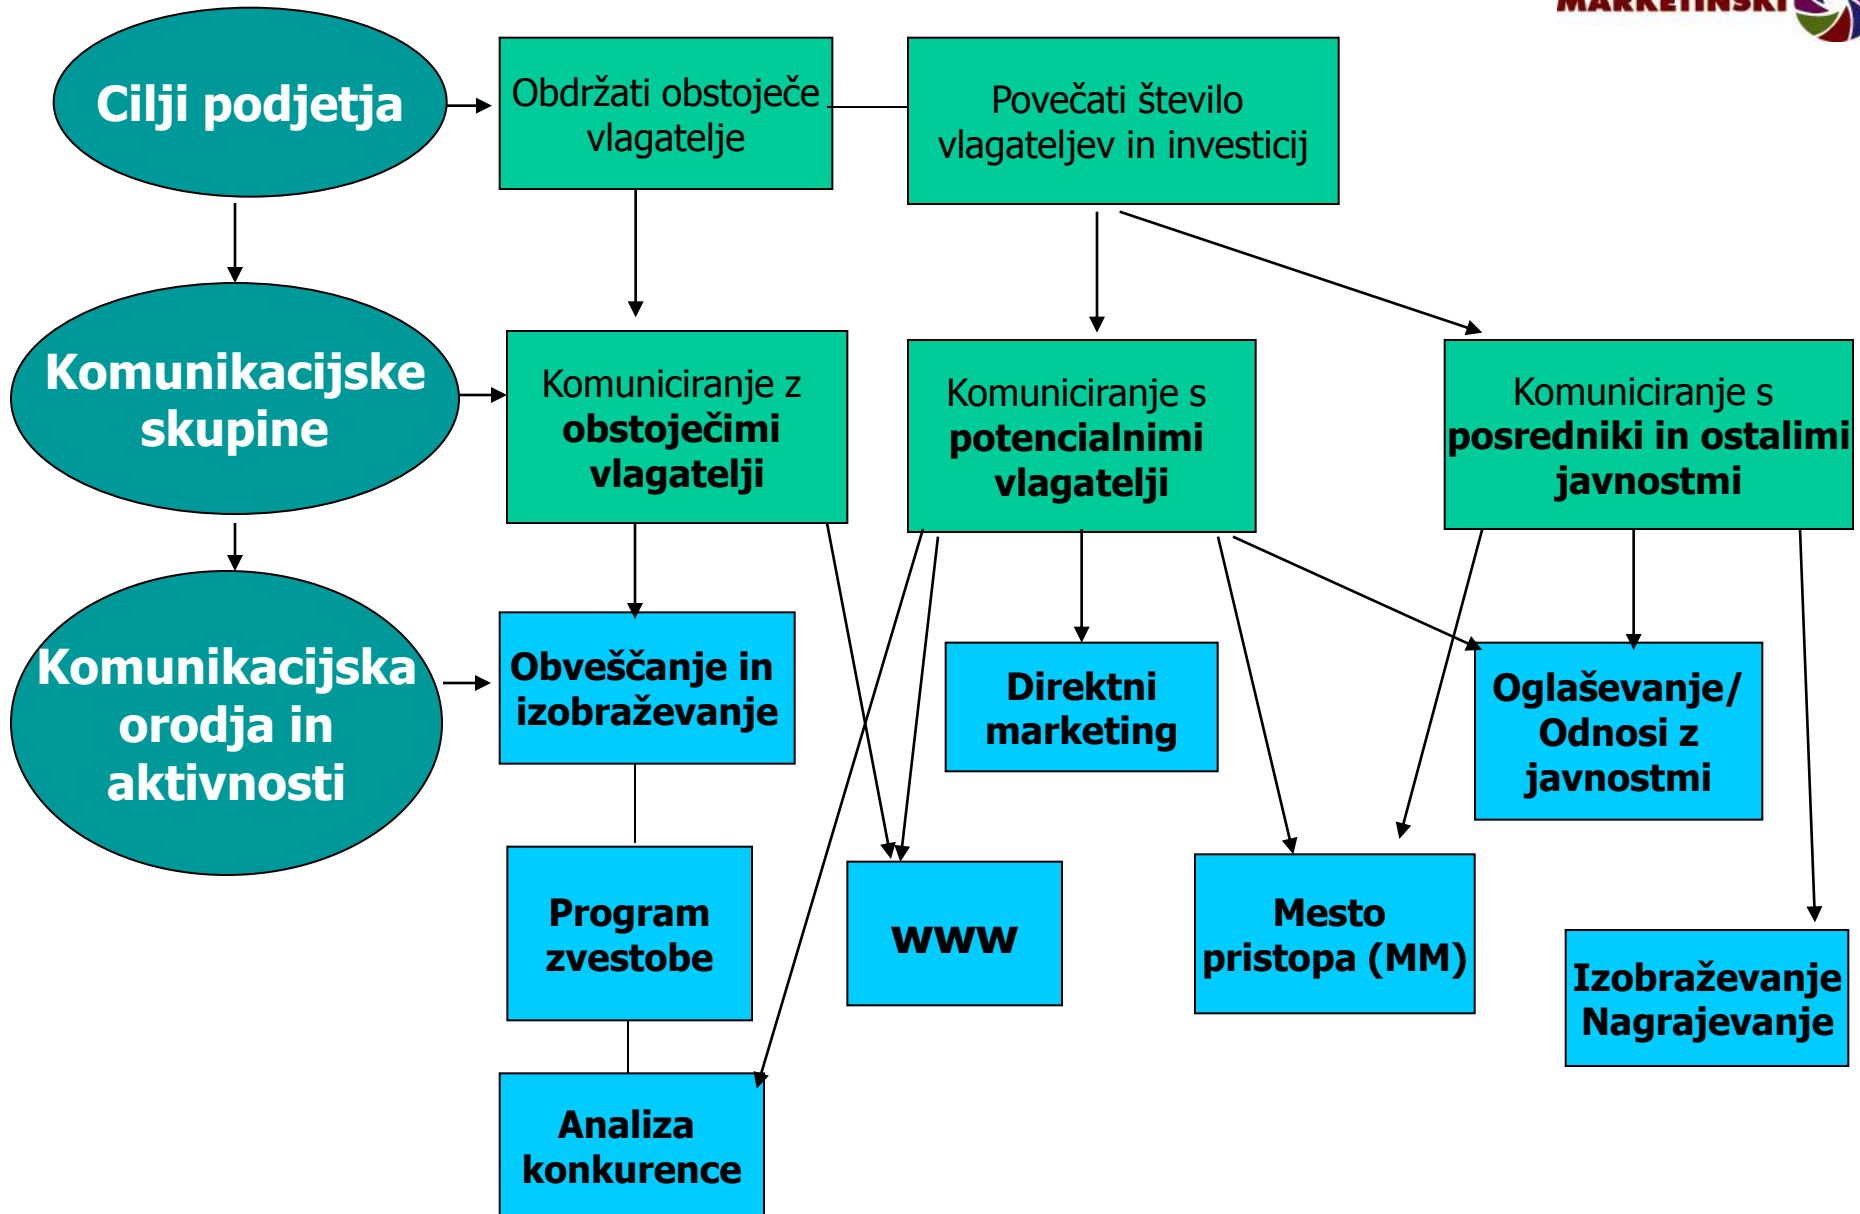 MARKETINŠKI
Cilji podjetja
Obdržati obstoječe
vlagatelje
Povečati število
vlagateljev in investicij
Komunikacijske
skupine
Komuniciranje z
obstoječimi
vlagatelji
Komuniciranje s
potencialnimi
vlagatelji
Komuniciranje s
posredniki in ostalimi
javnostmi
Komunikacijska
orodja in
aktivnosti
Obveščanje in
izobraževanje
Direktni
marketing
Oglaševanje/
Odnosi z
javnostmi
Program
zvestobe
www
Mesto
pristopa (MM)
Izobraževanje
Nagrajevanje
Analiza
konkurence